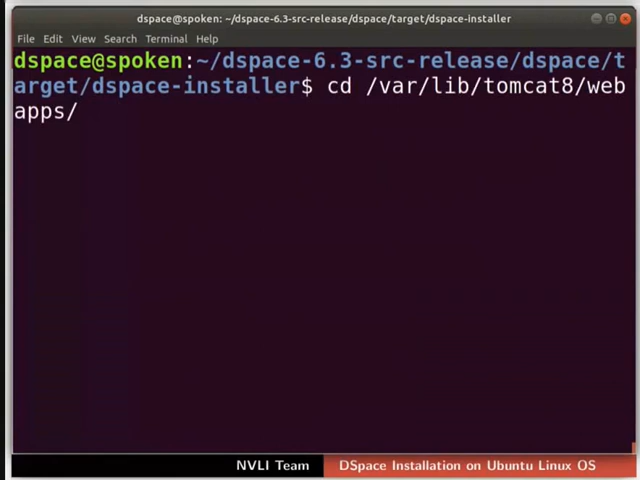 dspace@spoken: ~/dspace-6.3-src-release/dspace/target/dspace-installer
File Edit View Search Terminal Help
dspace@spoken:~/dspace-6.3-src-release/dspace/t
arget/dspace-installer$ cd /var/lib/tomcat8/web
apps/
NVLI Team DSpace Installation on Ubuntu Linux OS